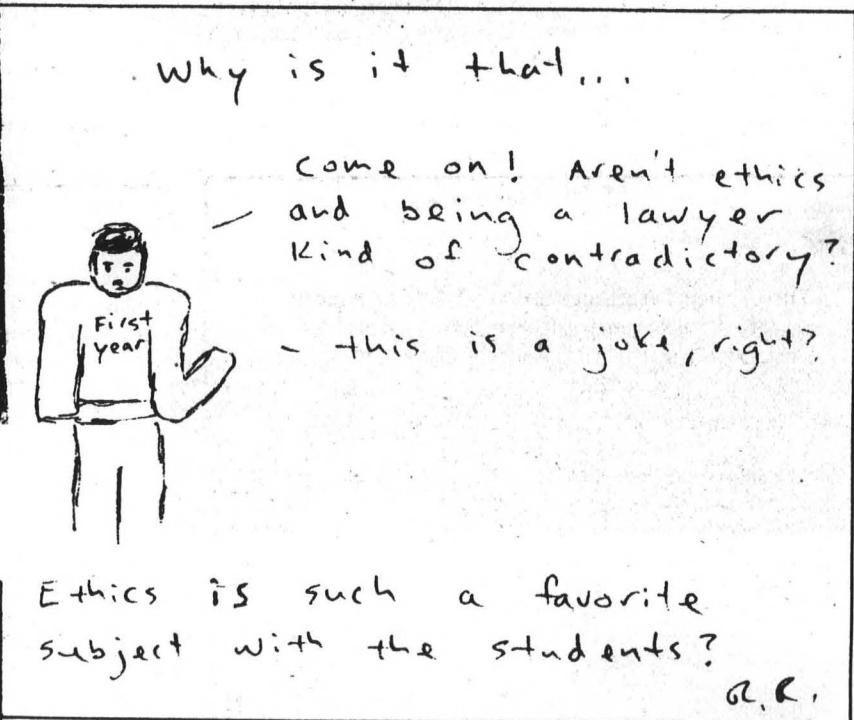 Why is it that...
Come on! Aren't ethics
and being a lawyer
kind of contradictory?
First
year
- this is a joke, right?
Ethics is such a favorite
subject with the students?
R.R.